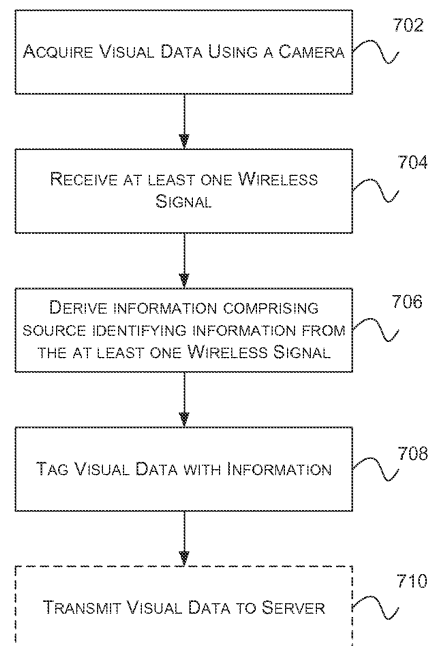 ACQUIRE VISUAL DATA USING A CAMERA
702
RECEIVE AT LEAST ONE WIRELESS
SIGNAL
704
DERIVE INFORMATION COMPRISING
SOURCE IDENTIFYING INFORMATION FROM
THE AT LEAST ONE WIRELESS SIGNAL
706
TAG VISUAL DATA WITH INFORMATION
708
TRANSMIT VISUAL DATA TO SERVER
710